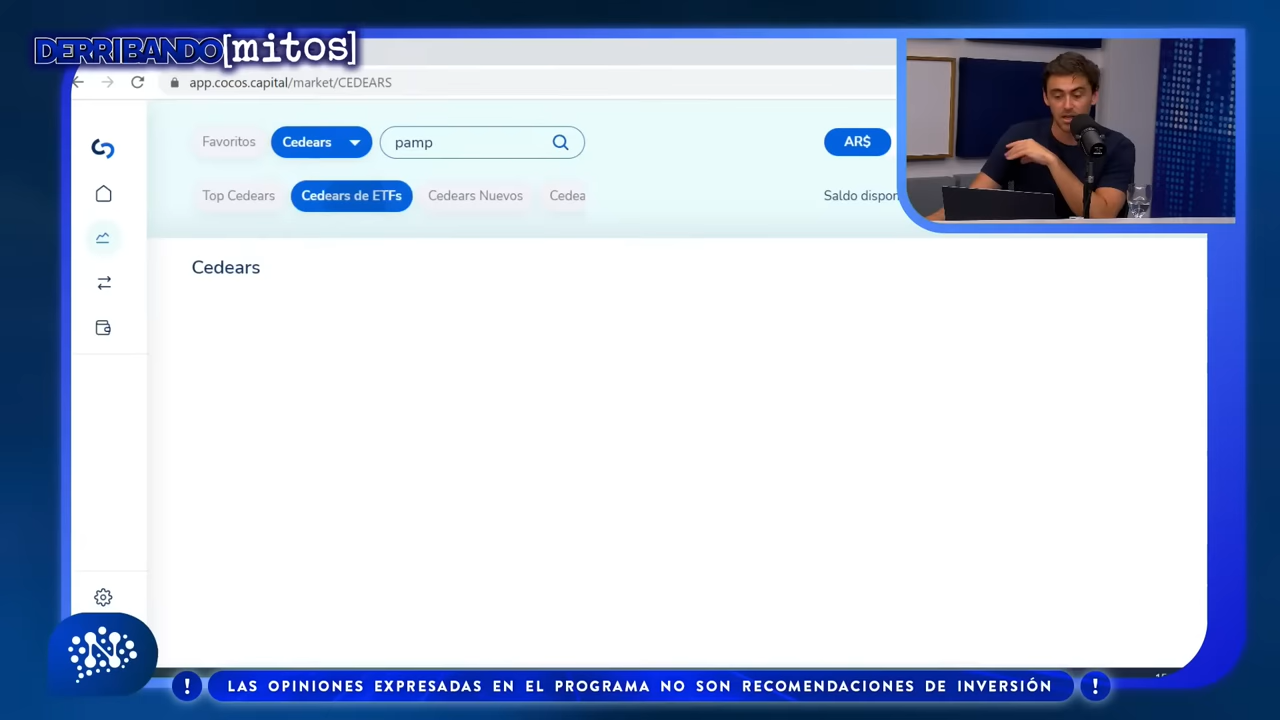 DERRIBANDO[mitos]
app.cocos.capital/market/CEDEARS
Favoritos
Cedears
pamp
AR$
Top Cedears
Cedears de ETFs
Cedears Nuevos
Cedea
Saldo dispon
Cedears
N
! LAS OPINIONES EXPRESADAS EN EL PROGRAMA NO SON RECOMENDACIONES DE INVERSIÓN !